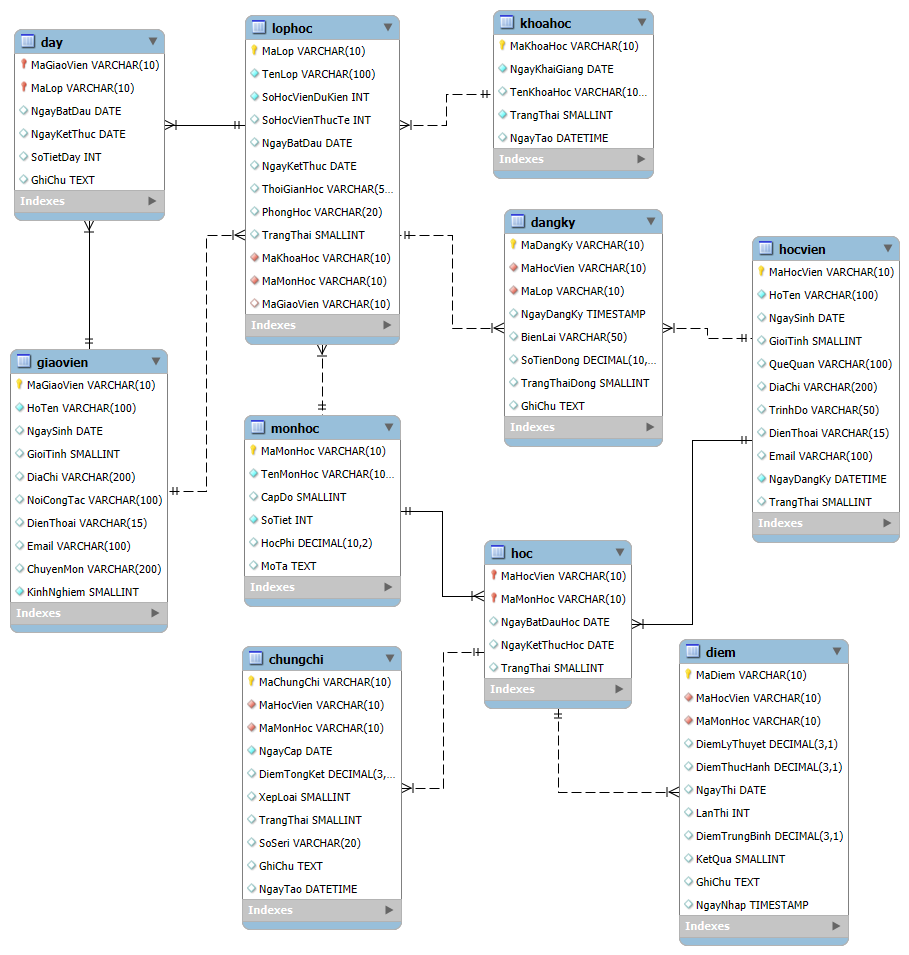 day
MaGiaoVien VARCHAR(10)
MaLop VARCHAR(10)
NgayBatDau DATE
NgayKetThuc DATE
SoTietDay INT
GhiChu TEXT
Indexes
lophoc
MaLop VARCHAR(10)
TenLop VARCHAR(100)
SoHocVienDuKien INT
SoHocVienThucTe INT
NgayBatDau DATE
NgayKetThuc DATE
ThoiGianHoc VARCHAR(5...
PhongHoc VARCHAR(20)
TrangThai SMALLINT
MaKhoaHoc VARCHAR(10)
MaMonHoc VARCHAR(10)
MaGiaoVien VARCHAR(10)
Indexes
khoahoc
MaKhoaHoc VARCHAR(10)
NgayKhaiGiang DATE
TenKhoaHoc VARCHAR(10...
TrangThai SMALLINT
NgayTao DATETIME
Indexes
dangky
MaDangKy VARCHAR(10)
MaHocVien VARCHAR(10)
MaLop VARCHAR(10)
NgayDangKy TIMESTAMP
BienLai VARCHAR(50)
SoTienDong DECIMAL(10,...
TrangThaiDong SMALLINT
GhiChu TEXT
Indexes
hocvien
MaHocVien VARCHAR(10)
HoTen VARCHAR(100)
NgaySinh DATE
GioiTinh SMALLINT
QueQuan VARCHAR(100)
DiaChi VARCHAR(200)
TrinhDo VARCHAR(50)
DienThoai VARCHAR(15)
Email VARCHAR(100)
NgayDangKy DATETIME
TrangThai SMALLINT
Indexes
giaovien
MaGiaoVien VARCHAR(10)
HoTen VARCHAR(100)
NgaySinh DATE
GioiTinh SMALLINT
DiaChi VARCHAR(200)
NoiCongTac VARCHAR(100)
DienThoai VARCHAR(15)
Email VARCHAR(100)
ChuyenMon VARCHAR(200)
KinhNghiem SMALLINT
Indexes
monhoc
MaMonHoc VARCHAR(10)
TenMonHoc VARCHAR(10...
CapDo SMALLINT
SoTiet INT
HocPhi DECIMAL(10,2)
MoTa TEXT
Indexes
hoc
MaHocVien VARCHAR(10)
MaMonHoc VARCHAR(10)
NgayBatDauHoc DATE
NgayKetThucHoc DATE
TrangThai SMALLINT
Indexes
chungchi
MaChungChi VARCHAR(10)
MaHocVien VARCHAR(10)
MaMonHoc VARCHAR(10)
NgayCap DATE
DiemTongKet DECIMAL(3,...
XepLoai SMALLINT
TrangThai SMALLINT
SoSeri VARCHAR(20)
GhiChu TEXT
NgayTao DATETIME
Indexes
diem
MaDiem VARCHAR(10)
MaHocVien VARCHAR(10)
MaMonHoc VARCHAR(10)
DiemLyThuyet DECIMAL(3,1)
DiemThucHanh DECIMAL(3,1)
NgayThi DATE
LanThi INT
DiemTrungBinh DECIMAL(3,1)
KetQua SMALLINT
GhiChu TEXT
NgayNhap TIMESTAMP
Indexes